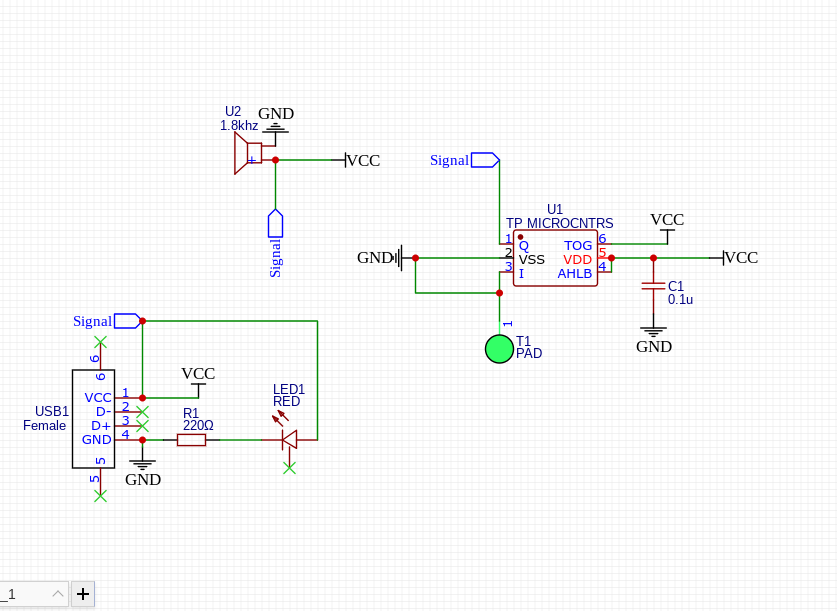 U2
1.8khz
GND
+
VCC
Signal
Signal
U1
TP MICROCNTRS
1
Q
2
VSS
3
I
6
TOG
5
VDD
4
AHLB
VCC
VCC
GND
C1
0.1u
GND
1
T1
PAD
Signal
6
6
USB1
Female
VCC
1
D-
2
D+
3
GND
4
5
5
VCC
GND
R1
220Ω
LED1
RED
_1
+